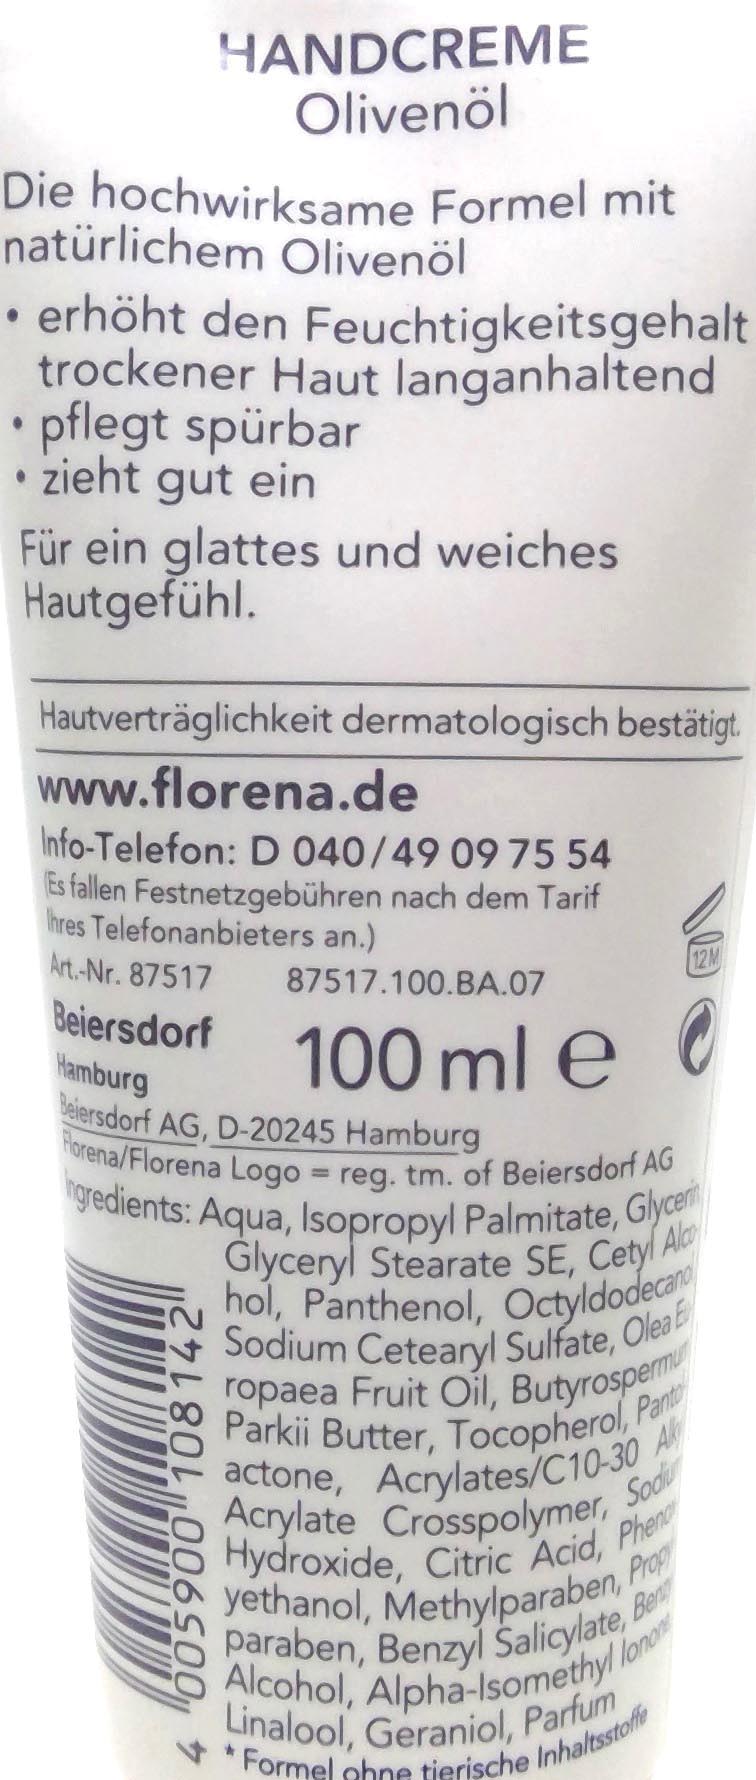 HANDCREME
Olivenöl
Die hochwirksame Formel mit
natürlichem Olivenöl
• erhöht den Feuchtigkeitsgehalt
trockener Haut langanhaltend
• pflegt spürbar
• zieht gut ein
Für ein glattes und weiches
Hautgefühl.
Hautverträglichkeit dermatologisch bestätigt.
www.florena.de
Info-Telefon: D 040/49 09 75 54
(Es fallen Festnetzgebühren nach dem Tarif
Ihres Telefonanbieters an.)
Art.-Nr. 87517 87517.100.BA.07
12M
Beiersdorf
Hamburg
100 ml e
Beiersdorf AG, D-20245 Hamburg
Florena/Florena Logo = reg. tm. of Beiersdorf AG
Ingredients: Aqua, Isopropyl Palmitate, Glycerin
Glyceryl Stearate SE, Cetyl Alco-
hol, Panthenol, Octyldodecanol
Sodium Cetearyl Sulfate, Olea Eu
ropaea Fruit Oil, Butyrospermum
Parkii Butter, Tocopherol, Pantol
actone, Acrylates/C10-30 Alky
Acrylate Crosspolymer, Sodium
Hydroxide, Citric Acid, Phenox
yethanol, Methylparaben, Propy
paraben, Benzyl Salicylate, Benzy
Alcohol, Alpha-Isomethyl Ionone
Linalool, Geraniol, Parfum
* Formel ohne tierische Inhaltsstoffe
4 005900 108142